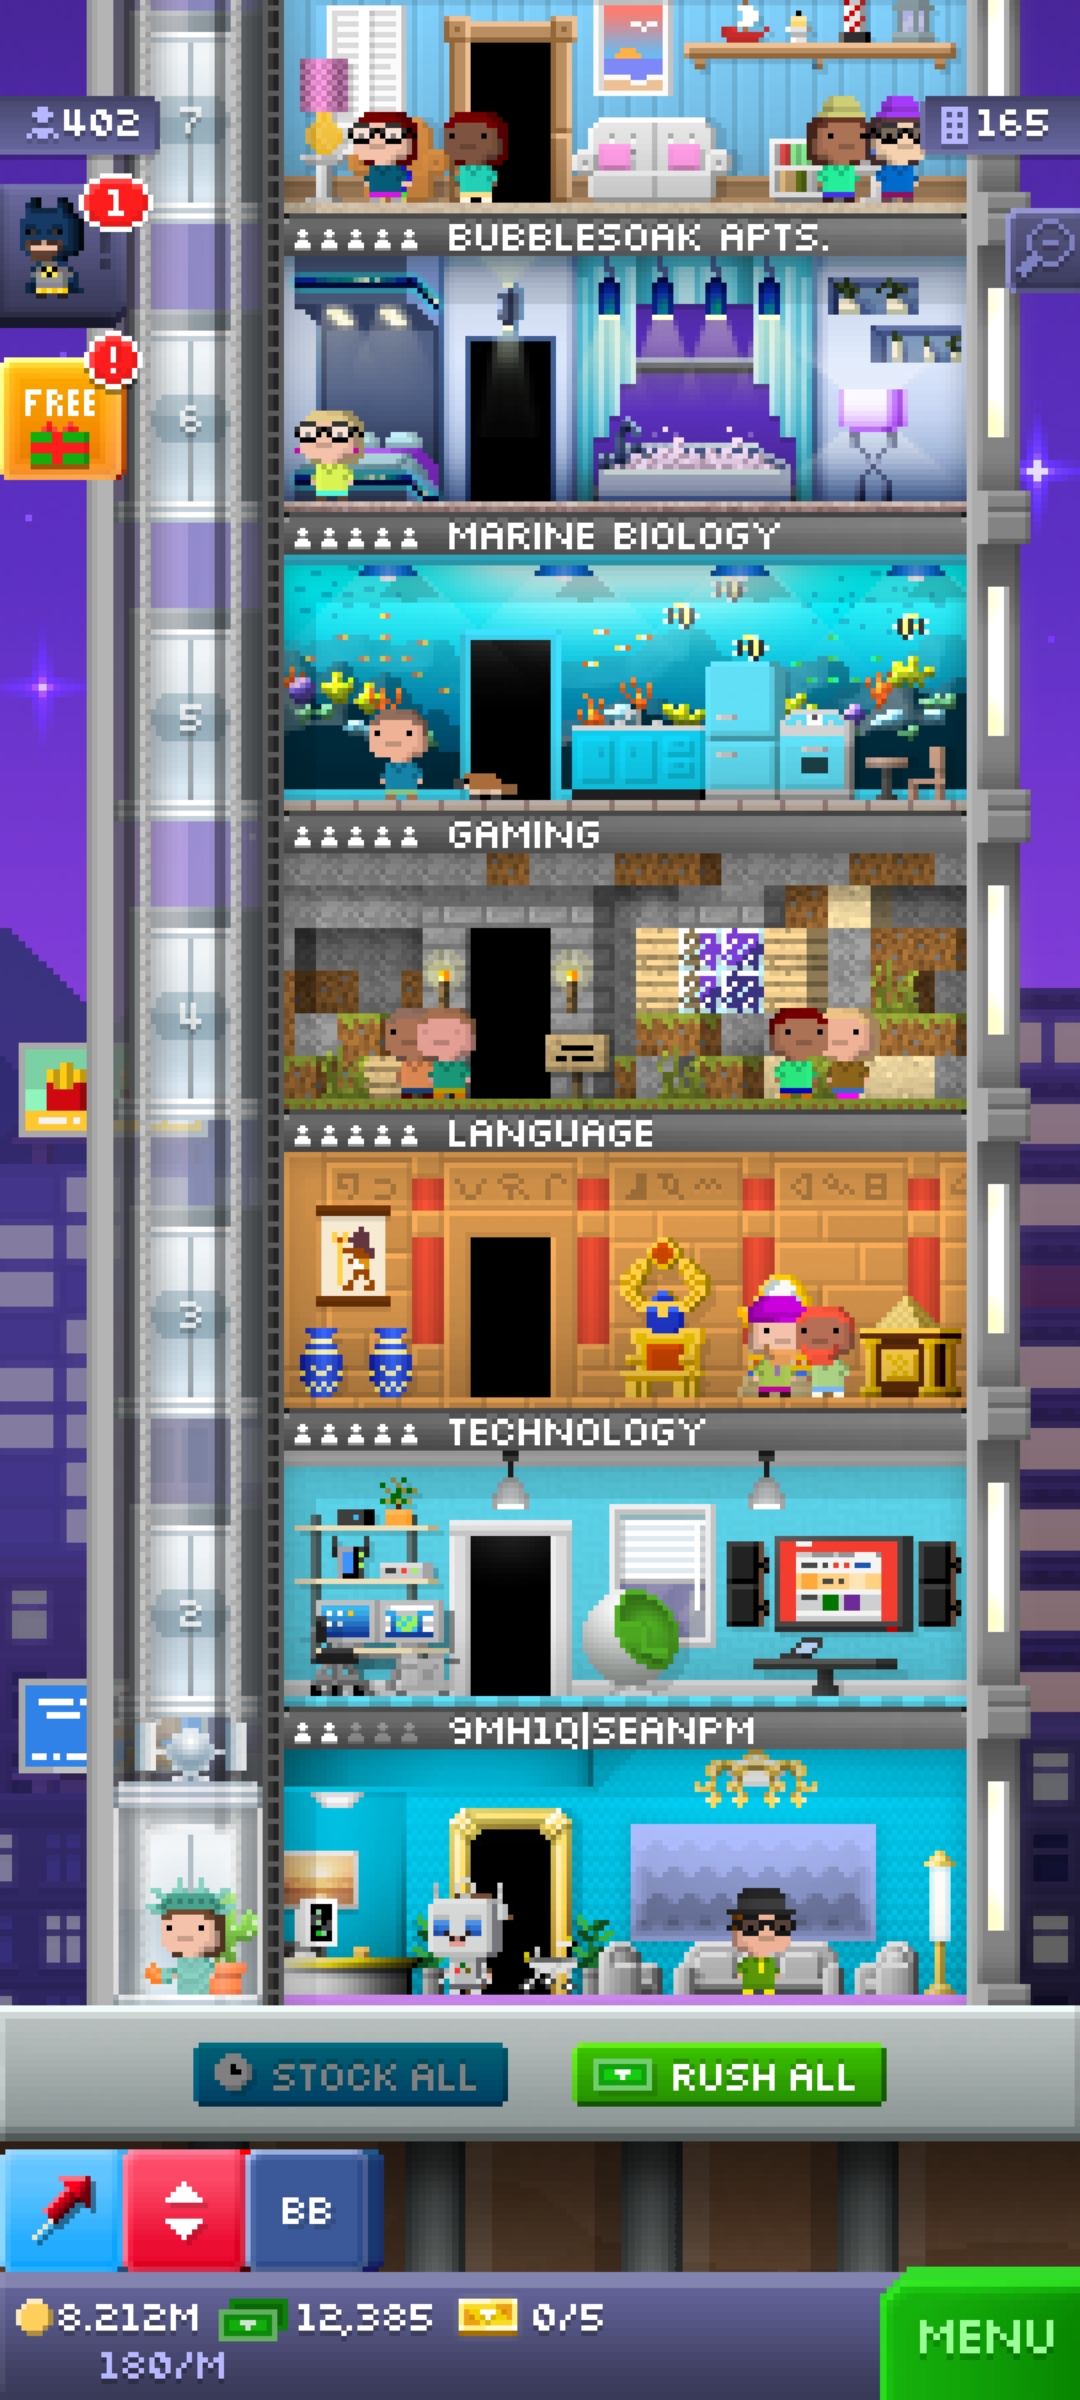 7
402
165
1
BUBBLESOAK APTS.
!
FREE
6
MARINE BIOLOGY
5
GAMING
4
LANGUAGE
3
TECHNOLOGY
2
9MH1Q|SEANPM
STOCK ALL
RUSH ALL
BB
8.212M
12,385
0/5
180/M
MENU